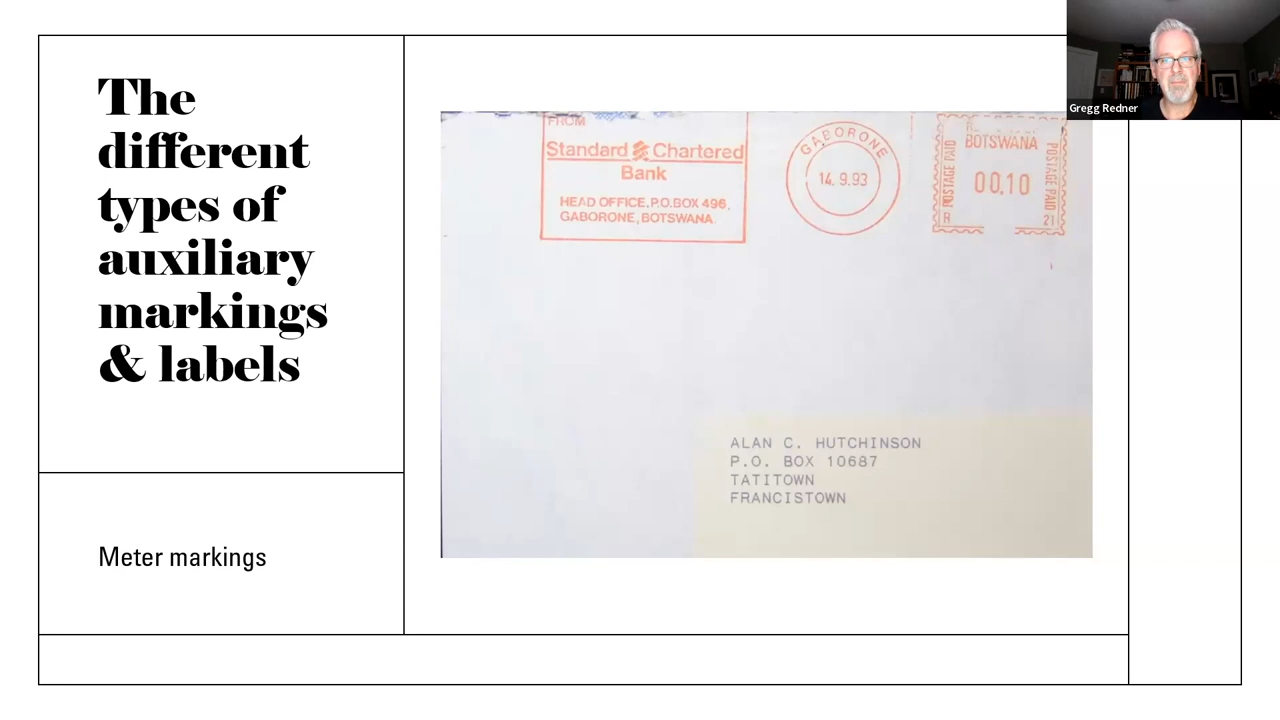 The
different
types of
auxiliary
markings
& labels
Meter markings
FROM
Standard Chartered
Bank
HEAD OFFICE, P.O. BOX 496,
GABORONE, BOTSWANA.
GABORONE
14. 9.93
BOTSWANA
POSTAGE PAID
00.10
POSTAGE PAID
R
21
ALAN C. HUTCHINSON
P.O. BOX 10687
TATITOWN
FRANCISTOWN
Gregg Redner